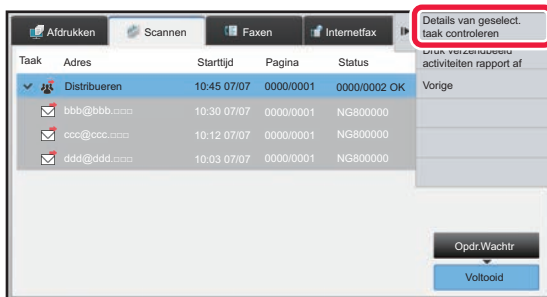 Afdrukken Scannen Faxen Internetfax
Details van geselect.
taak controleren
Druk verzendbeeld
activiteiten rapport af
Vorige
Taak Adres Starttijd Pagina Status
Distribueren 10:45 07/07 0000/0001 0000/0002 OK
bbb@bbb.□□□ 10:30 07/07 0000/0001 NG800000
ccc@ccc.□□□ 10:12 07/07 0000/0001 NG800000
ddd@ddd.□□□ 10:03 07/07 0000/0001 NG800000
Opdr.Wachtr
Voltooid